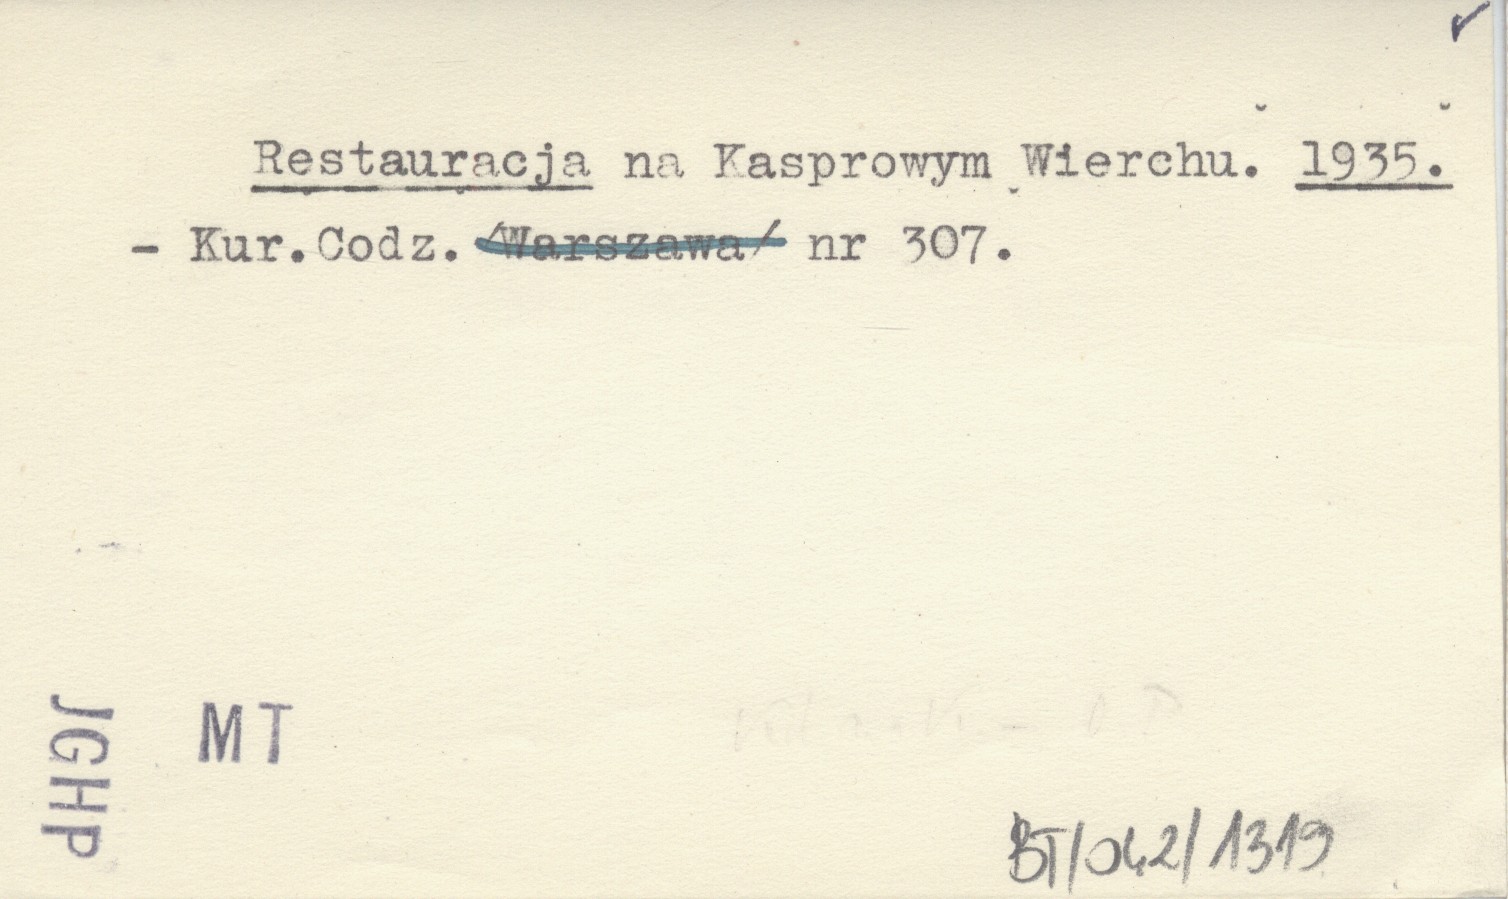 Restauracja na Kasprowym Wierchu. 1935.
- Kur.Codz. /Warszawa/ nr 307.
JGHP
MT
BT/042/1319